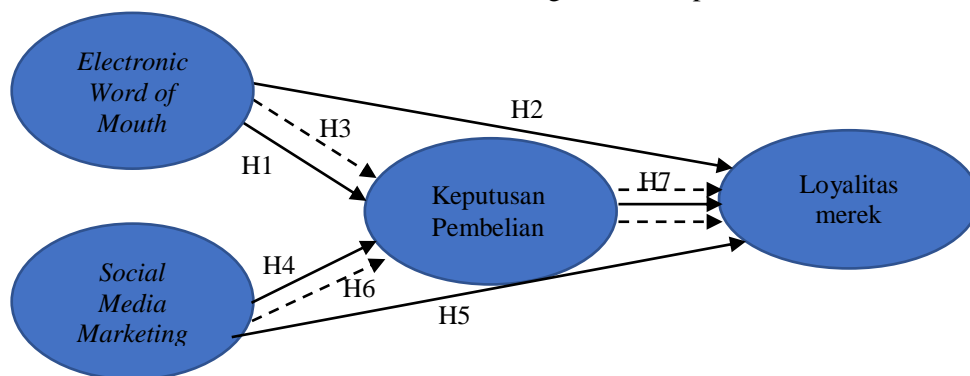 Electronic
Word of
Mouth
H2
H3
H1
H7
Keputusan
Pembelian
Loyalitas
merek
H4
H6
H5
Social
Media
Marketing